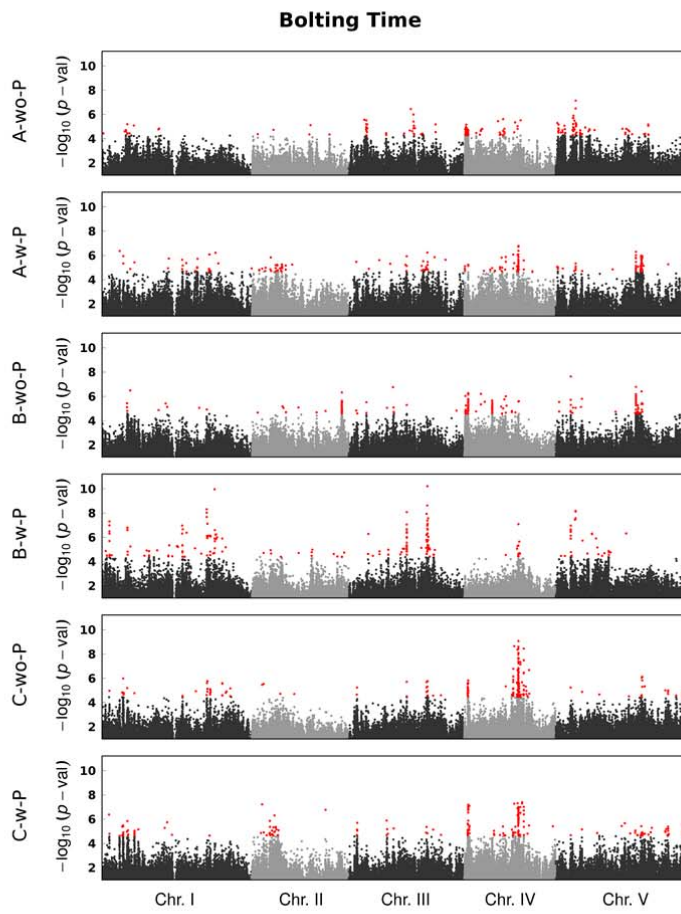 Bolting Time
A-wo-P
−log₁₀ (p − val)
10
8
6
4
2
A-w-P
−log₁₀ (p − val)
10
8
6
4
2
B-wo-P
−log₁₀ (p − val)
10
8
6
4
2
B-w-P
−log₁₀ (p − val)
10
8
6
4
2
C-wo-P
−log₁₀ (p − val)
10
8
6
4
2
C-w-P
−log₁₀ (p − val)
10
8
6
4
2
Chr. I Chr. II Chr. III Chr. IV Chr. V